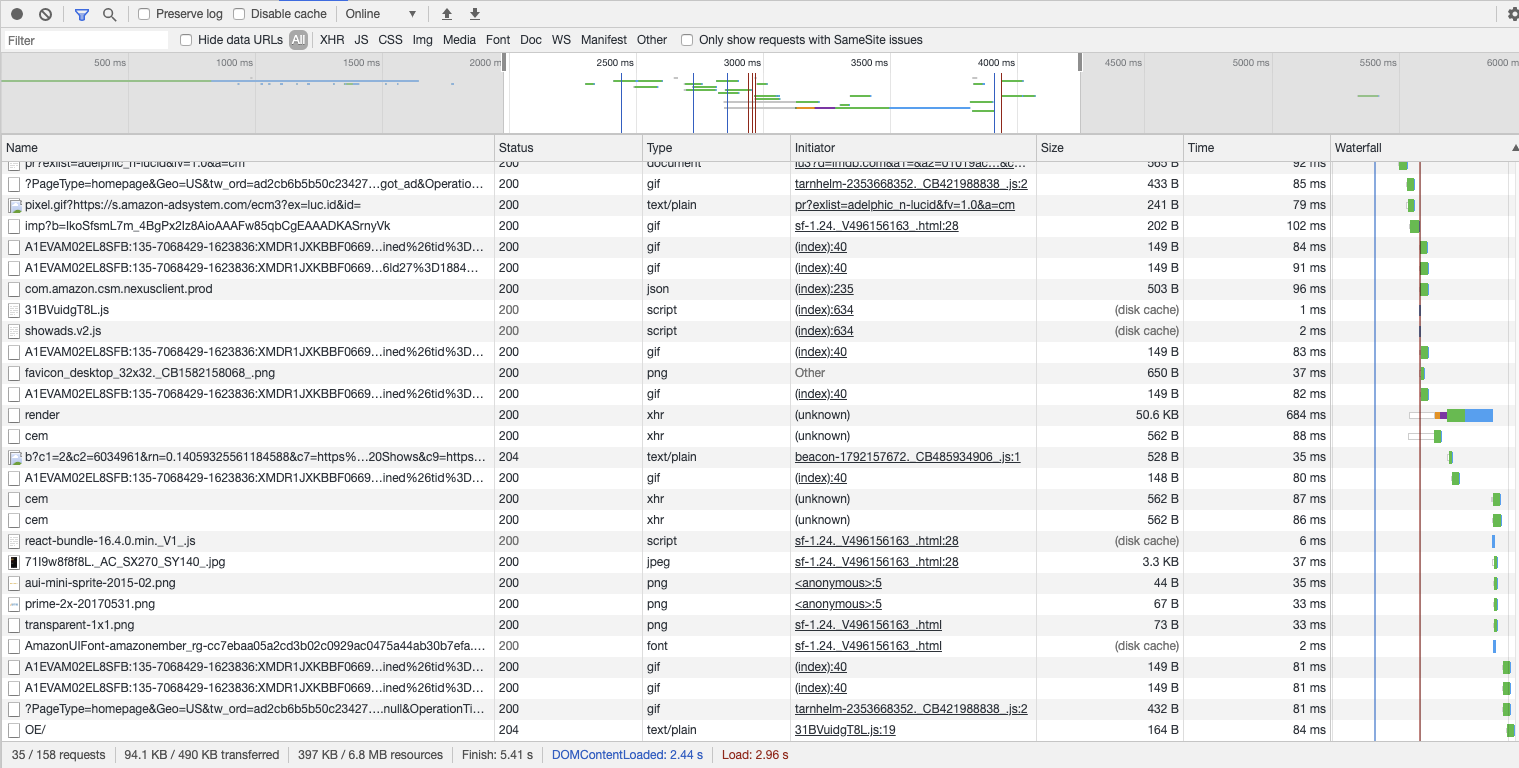 Preserve log Disable cache Online
Filter Hide data URLs All XHR JS CSS Img Media Font Doc WS Manifest Other Only show requests with SameSite issues
500 ms 1000 ms 1500 ms 2000 m 2500 ms 3000 ms 3500 ms 4000 ms 4500 ms 5000 ms 5500 ms 6000 m
Name Status Type Initiator Size Time Waterfall
pr?exlist=adelphic_n-lucid&fv=1.0&a=cm 200 document iu3?d=imdb.com&a1=&a2=01019ac…&c… 565 B 92 ms
?PageType=homepage&Geo=US&tw_ord=ad2cb6b5b50c23427…got_ad&Operatio… 200 gif tarnhelm-2353668352._CB421988838_.js:2 433 B 85 ms
pixel.gif?https://s.amazon-adsystem.com/ecm3?ex=luc.id&id= 200 text/plain pr?exlist=adelphic_n-lucid&fv=1.0&a=cm 241 B 79 ms
imp?b=IkoSfsmL7m_4BgPx2Iz8AioAAAFw85qbCgEAAADKASrnyVk 200 sf-1.24._V496156163_.html:28 202 B 102 ms
A1EVAM02EL8SFB:135-7068429-1623836:XMDR1JXKBBF0669…ined%26tid%3D… 200 gif (index):40 149 B 84 ms
A1EVAM02EL8SFB:135-7068429-1623836:XMDR1JXKBBF0669…6ld27%3D1884… 200 gif (index):40 149 B 91 ms
com.amazon.csm.nexusclient.prod 200 json (index):235 503 B 96 ms
31BVuidgT8L.js 200 script (index):634 (disk cache) 1 ms
showads.v2.js 200 script (index):634 (disk cache) 2 ms
A1EVAM02EL8SFB:135-7068429-1623836:XMDR1JXKBBF0669…ined%26tid%3D… 200 gif (index):40 149 B 83 ms
favicon_desktop_32x32._CB1582158068_.png 200 png Other 650 B 37 ms
A1EVAM02EL8SFB:135-7068429-1623836:XMDR1JXKBBF0669…ined%26tid%3D… 200 gif (index):40 149 B 82 ms
render 200 xhr (unknown) 50.6 KB 684 ms
cem 200 xhr (unknown) 562 B 88 ms
b?c1=2&c2=6034961&rn=0.14059325561184588&c7=https%…20Shows&c9=https… 204 text/plain beacon-1792157672._CB485934906_.js:1 528 B 35 ms
A1EVAM02EL8SFB:135-7068429-1623836:XMDR1JXKBBF0669…ined%26tid%3D… 200 gif (index):40 148 B 80 ms
cem 200 xhr (unknown) 562 B 87 ms
cem 200 xhr (unknown) 562 B 86 ms
react-bundle-16.4.0.min._V1_.js 200 script sf-1.24._V496156163_.html:28 (disk cache) 6 ms
71I9w8f8f8L._AC_SX270_SY140_.jpg 200 jpeg sf-1.24._V496156163_.html:28 3.3 KB 37 ms
aui-mini-sprite-2015-02.png 200 png <anonymous>:5 44 B 35 ms
prime-2x-20170531.png 200 png <anonymous>:5 67 B 33 ms
transparent-1x1.png 200 png sf-1.24._V496156163_.html 73 B 33 ms
AmazonUIFont-amazonember_rg-cc7ebaa05a2cd3b02c0929ac0475a44ab30b7efa.… 200 font sf-1.24._V496156163_.html (disk cache) 2 ms
A1EVAM02EL8SFB:135-7068429-1623836:XMDR1JXKBBF0669…ined%26tid%3D… 200 gif (index):40 149 B 81 ms
A1EVAM02EL8SFB:135-7068429-1623836:XMDR1JXKBBF0669…ined%26tid%3D… 200 gif (index):40 149 B 81 ms
?PageType=homepage&Geo=US&tw_ord=ad2cb6b5b50c23427….null&OperationTi… 200 gif tarnhelm-2353668352._CB421988838_.js:2 432 B 81 ms
OE/ 204 text/plain 31BVuidgT8L.js:19 164 B 84 ms
35 / 158 requests 94.1 KB / 490 KB transferred 397 KB / 6.8 MB resources Finish: 5.41 s DOMContentLoaded: 2.44 s Load: 2.96 s